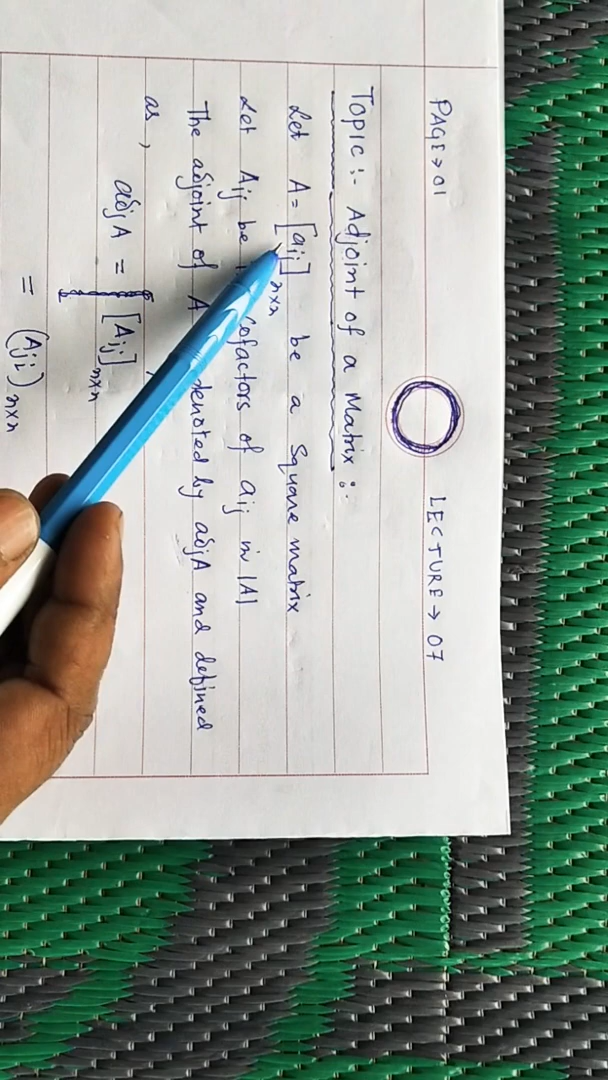 PAGE → 01 LECTURE → 07
Topic :- Adjoint of a Matrix :-
Let A = [aij]n×n be a square matrix
Let Aij be cofactors of aij in |A|
The adjoint of A denoted by adjA and defined
as,
adjA = [Aij]n×n
= (Aji)n×n